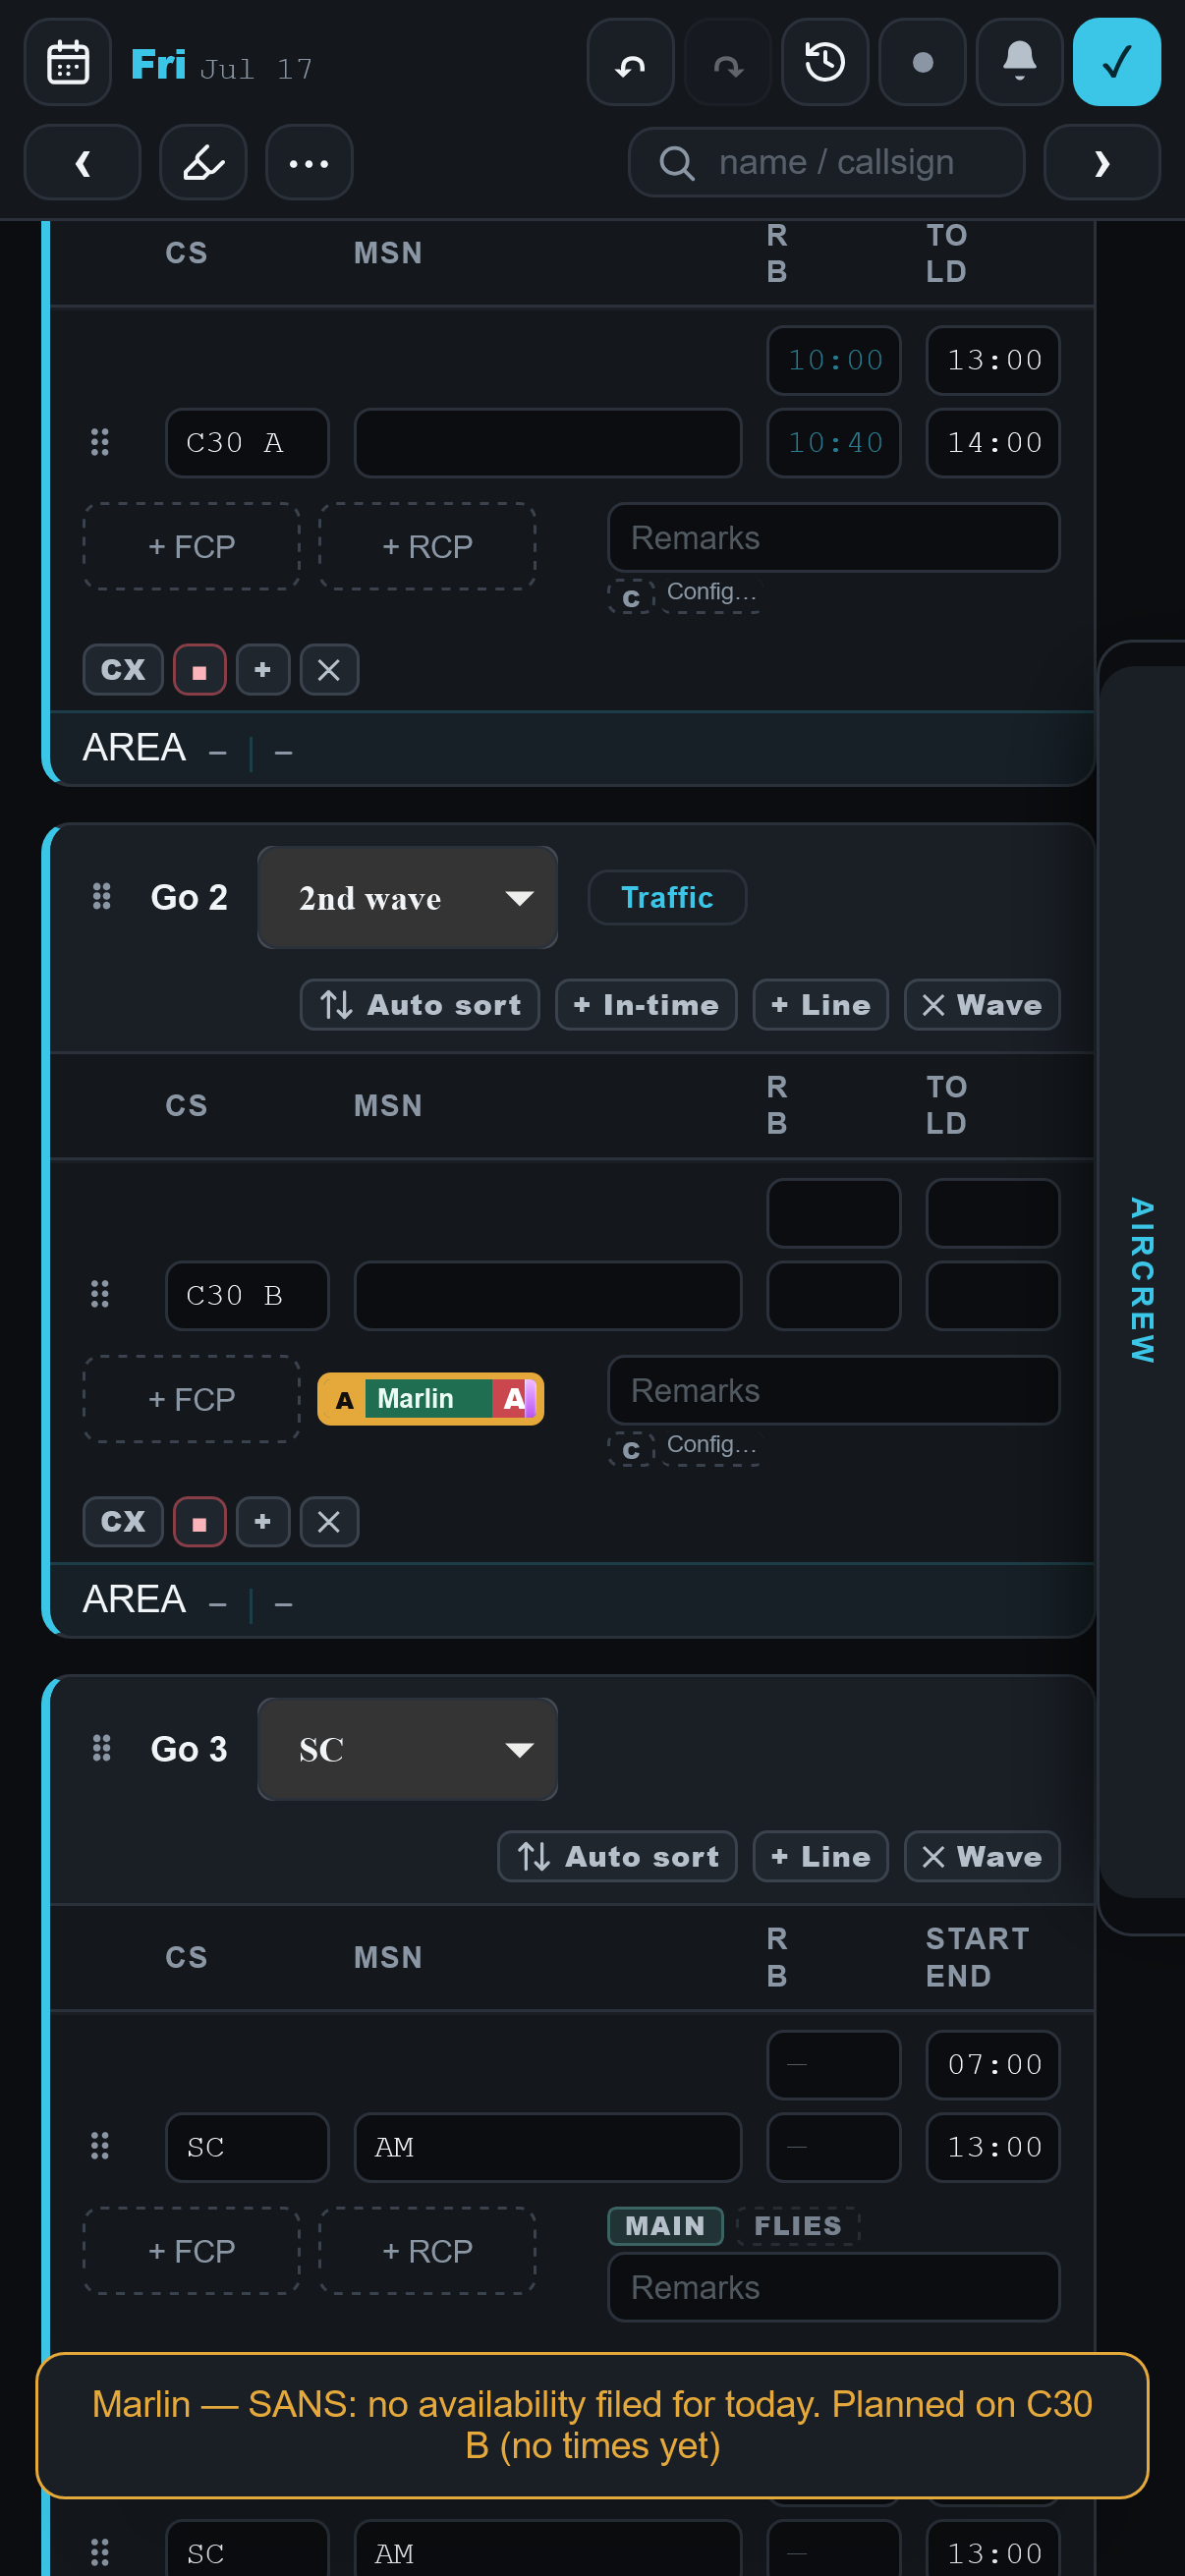 Fri Jul 17
name / callsign
CS MSN R TO
B LD
10:00 13:00
C30 A 10:40 14:00
+ FCP + RCP Remarks
C Config...
CX + ×
AREA – | –
Go 2 2nd wave Traffic
Auto sort + In-time + Line × Wave
CS MSN R TO
B LD
C30 B
+ FCP A Marlin A Remarks
C Config...
CX + ×
AREA – | –
AIRCREW
Go 3 SC
Auto sort + Line × Wave
CS MSN R START
B END
— 07:00
SC AM — 13:00
+ FCP + RCP MAIN FLIES
Remarks
Marlin — SANS: no availability filed for today. Planned on C30
B (no times yet)
SC AM — 13:00